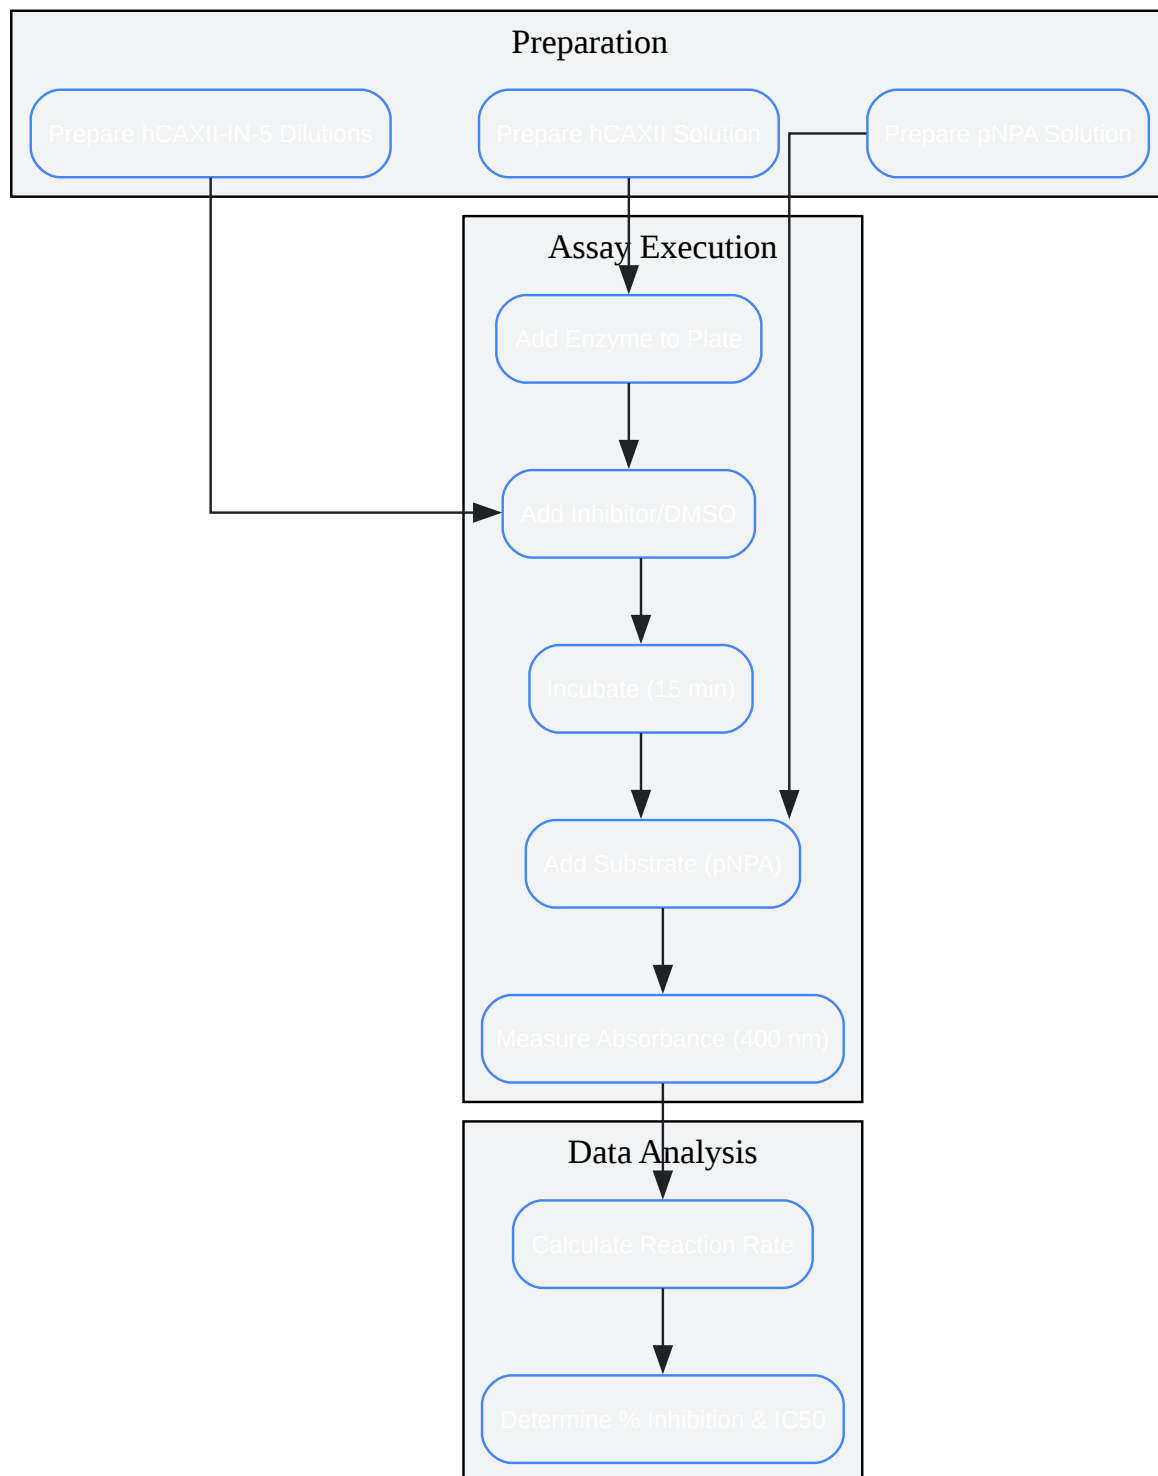 Preparation
Prepare hCAXII-IN-5 Dilutions
Prepare hCAXII Solution
Prepare pNPA Solution
Assay Execution
Add Enzyme to Plate
Add Inhibitor/DMSO
Incubate (15 min)
Add Substrate (pNPA)
Measure Absorbance (400 nm)
Data Analysis
Calculate Reaction Rate
Determine % Inhibition & IC50